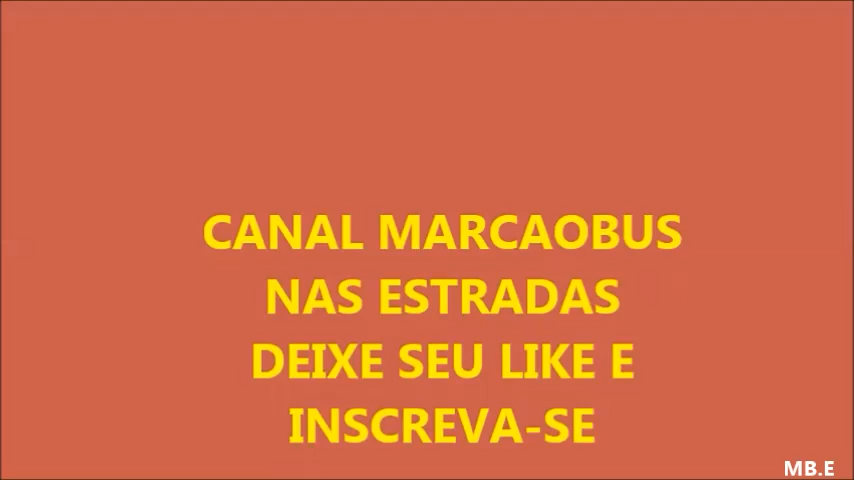 CANAL MARCAOBUS
NAS ESTRADAS
DEIXE SEU LIKE E
INSCREVA-SE
MB.E